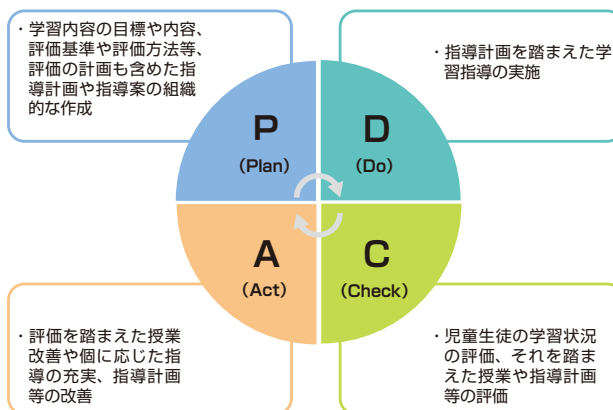 ・学習内容の目標や内容、
評価基準や評価方法等、
評価の計画も含めた指
導計画や指導案の組織
的な作成
・指導計画を踏まえた学
習指導の実施
P
(Plan)
D
(Do)
A
(Act)
C
(Check)
・評価を踏まえた授業
改善や個に応じた指
導の充実、指導計画
等の改善
・児童生徒の学習状況
の評価、それを踏ま
えた授業や指導計画
等の評価